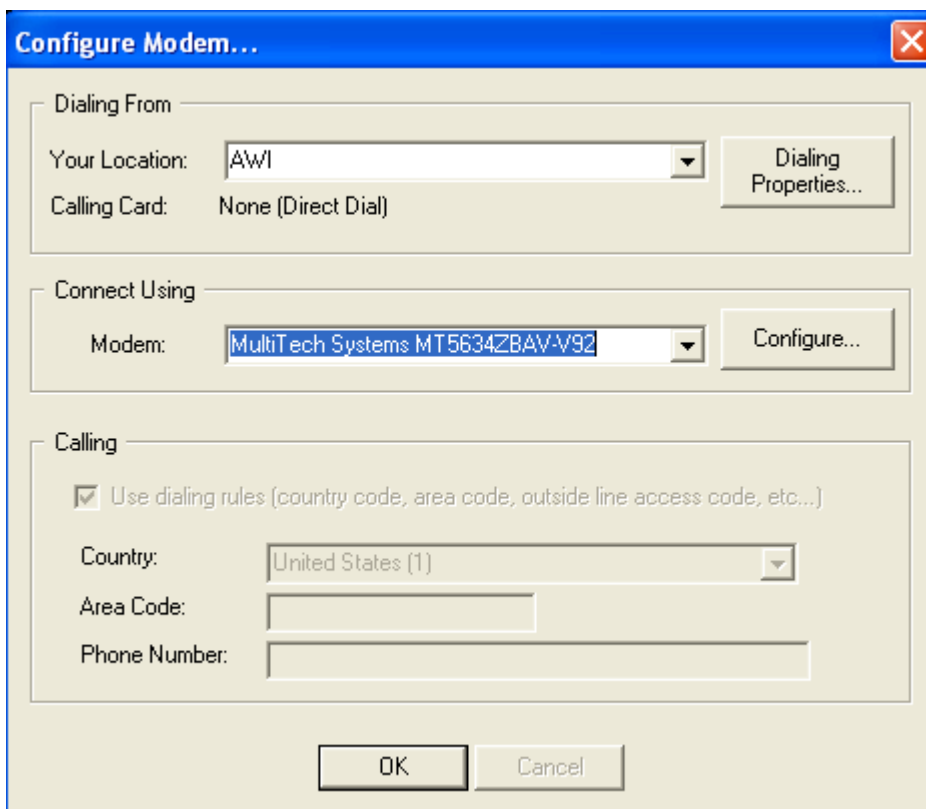 Configure Modem...
Dialing From
Your Location: AWI
Dialing Properties...
Calling Card: None (Direct Dial)
Connect Using
Modem: MultiTech Systems MT5634ZBAV-V92
Configure...
Calling
Use dialing rules (country code, area code, outside line access code, etc...)
Country: United States (1)
Area Code:
Phone Number:
OK Cancel